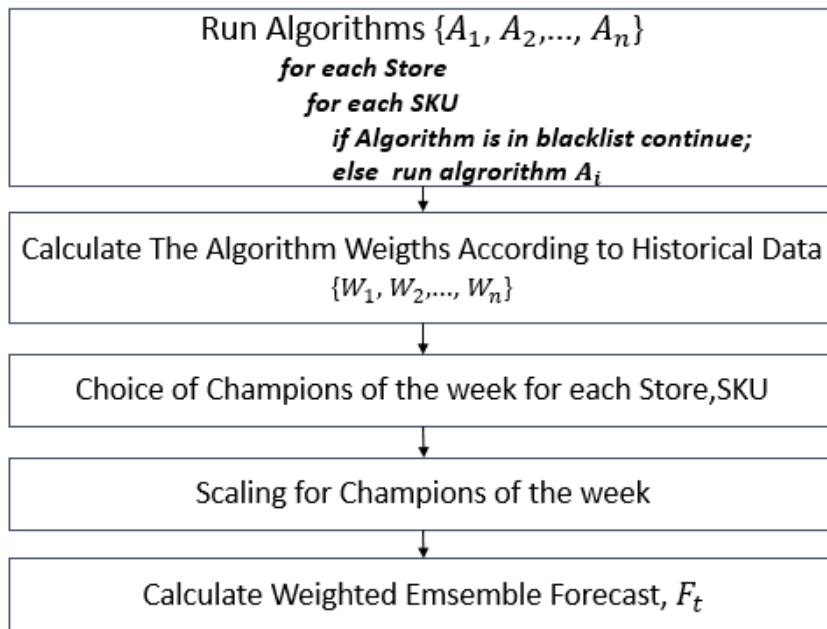 Run Algorithms {A₁, A₂,..., Aₙ}
for each Store
for each SKU
if Algorithm is in blacklist continue;
else run algrorithm Aᵢ
Calculate The Algorithm Weigths According to Historical Data
{W₁, W₂,..., Wₙ}
Choice of Champions of the week for each Store,SKU
Scaling for Champions of the week
Calculate Weighted Emsemble Forecast, Fₜ